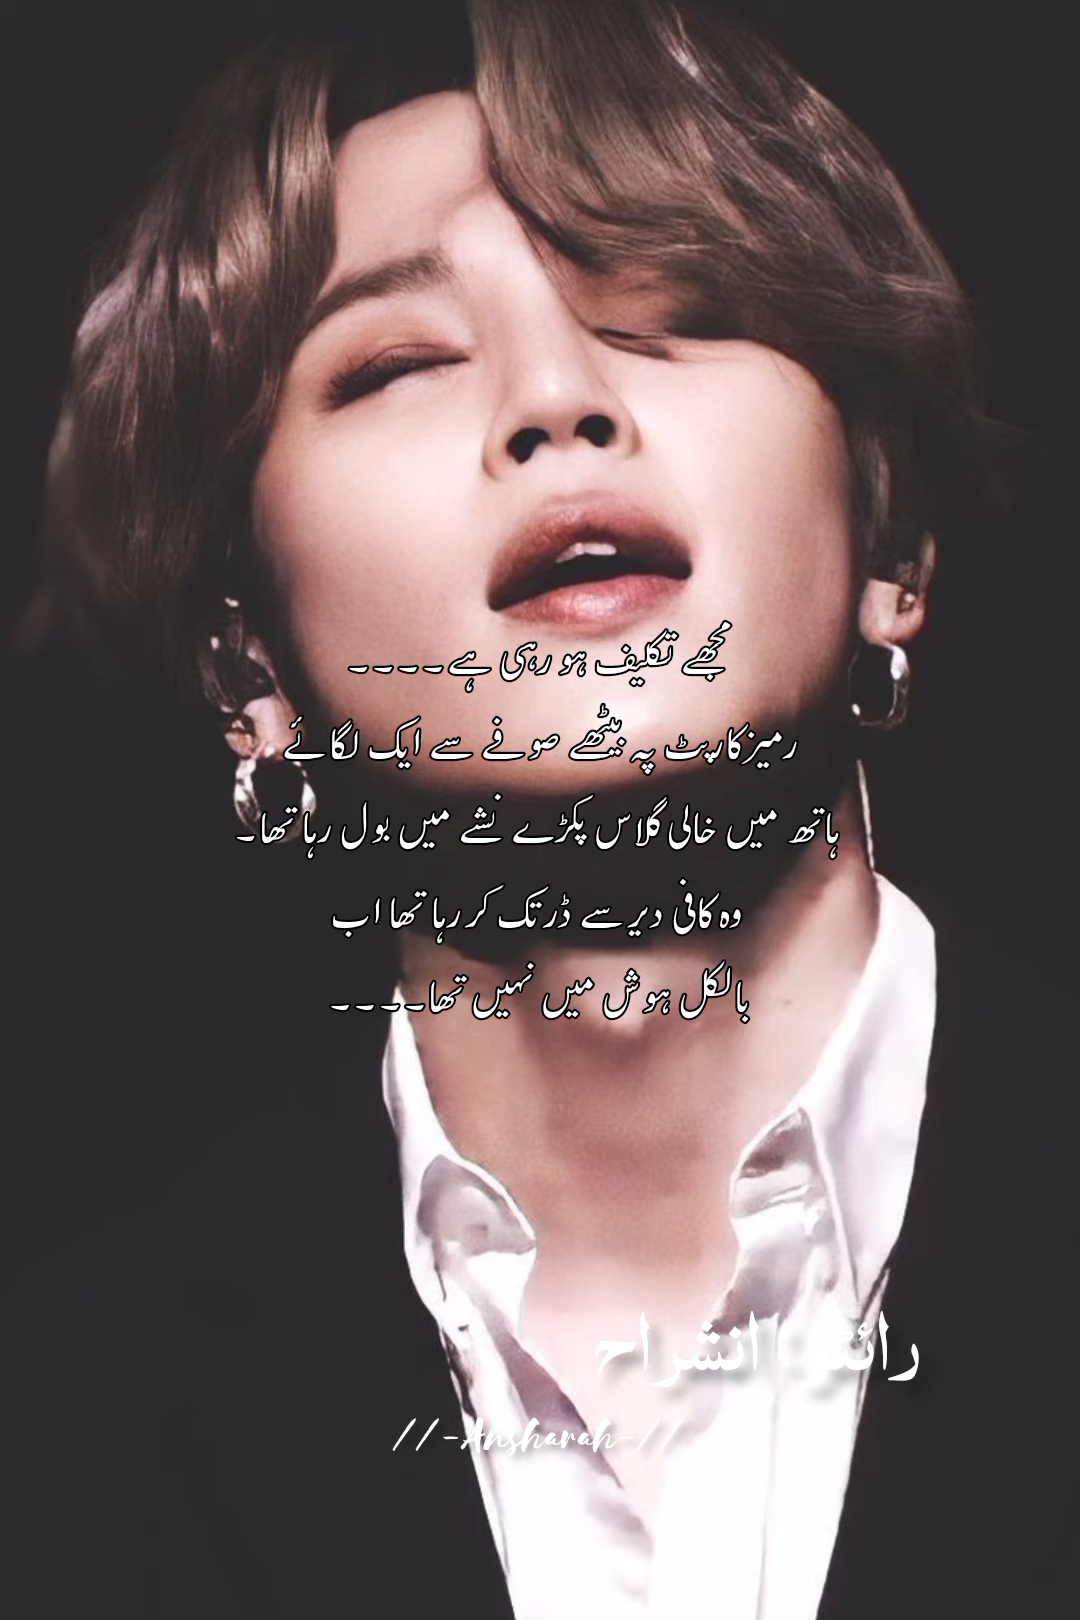 مجھے تکلیف ہو رہی ہے۔۔۔۔
رمیز کارپٹ پہ بیٹھے صوفے سے ایک لگائے
ہاتھ میں خالی گلاس پکڑے نشے میں بول رہا تھا۔
وہ کافی دیر سے ڈرتک کر رہا تھا اب
بالکل ہوش میں نہیں تھا۔۔۔۔
رائٹر: انشراح
//-Ansharah-//